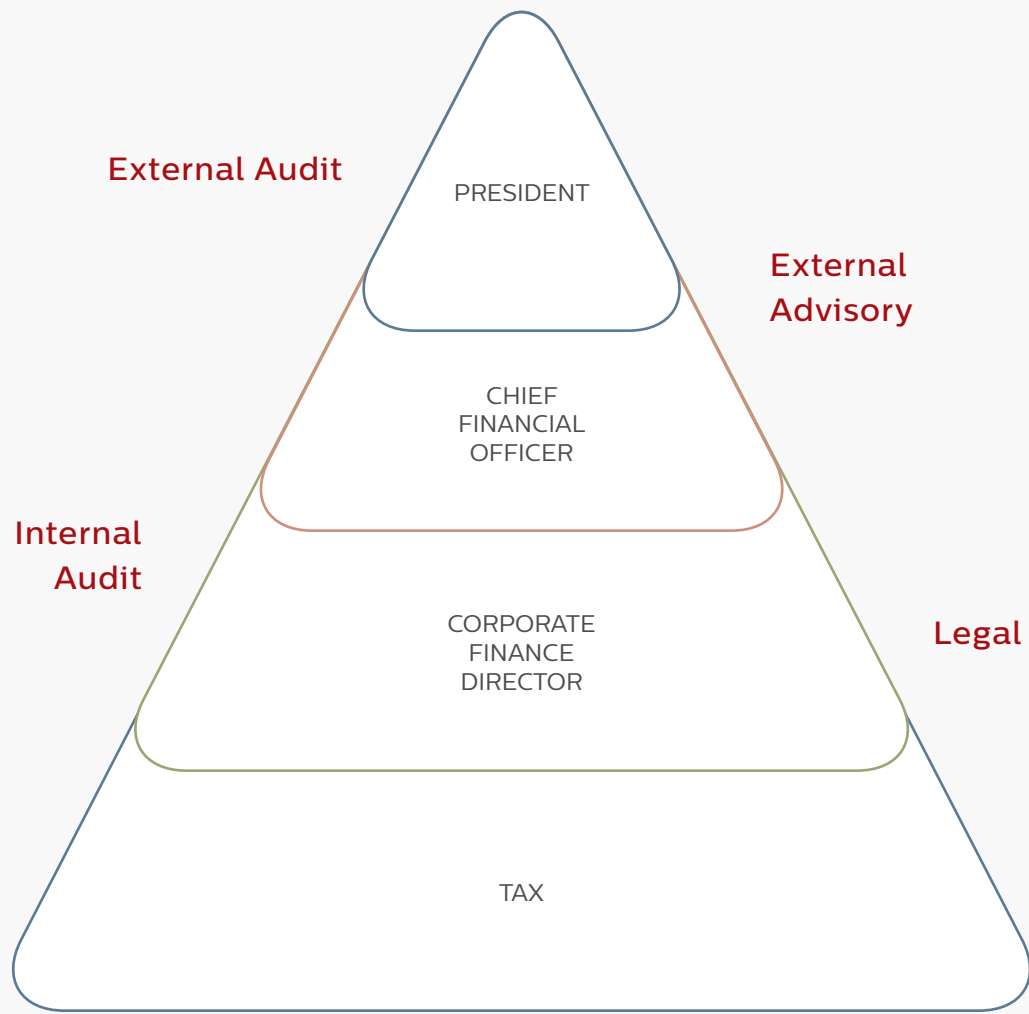 External Audit
PRESIDENT
External
Advisory
CHIEF
FINANCIAL
OFFICER
Internal
Audit
CORPORATE
FINANCE
DIRECTOR
Legal
TAX